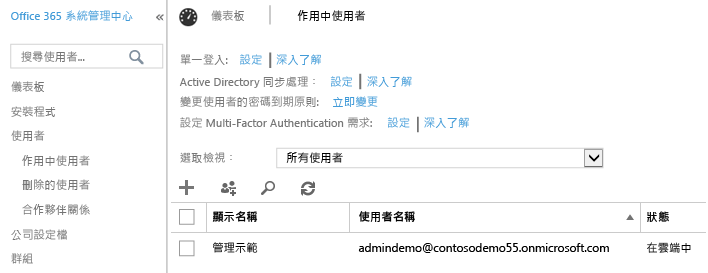 Office 365 系統管理中心 «
搜尋使用者...
儀表板
安裝程式
使用者
作用中使用者
刪除的使用者
合作夥伴關係
公司設定檔
群組
儀表板 | 作用中使用者
單一登入: 設定 | 深入了解
Active Directory 同步處理： 設定 | 深入了解
變更使用者的密碼到期原則: 立即變更
設定 Multi-Factor Authentication 需求: 設定 | 深入了解
選取檢視： 所有使用者
顯示名稱 使用者名稱 狀態
管理示範 admindemo@contosodemo55.onmicrosoft.com 在雲端中